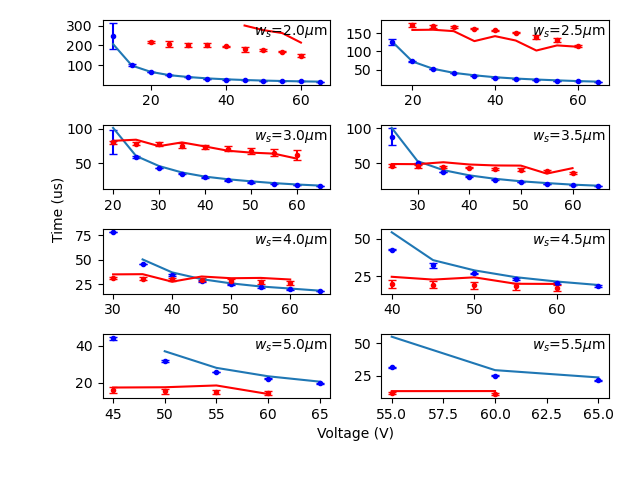 300
200
100
20 40 60
w_s=2.0μm
150
100
50
20 40 60
w_s=2.5μm
100
50
20 30 40 50 60
w_s=3.0μm
100
50
30 40 50 60
w_s=3.5μm
75
50
25
30 40 50 60
w_s=4.0μm
50
25
40 50 60
w_s=4.5μm
40
20
45 50 55 60 65
w_s=5.0μm
50
25
55.0 57.5 60.0 62.5 65.0
w_s=5.5μm
Time (us)
Voltage (V)